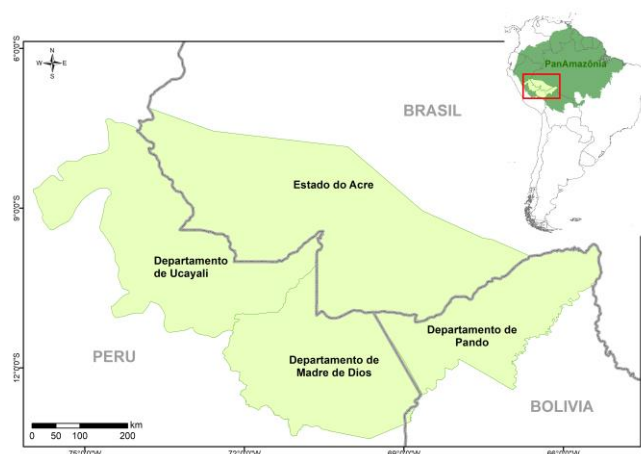 6°0'0"S
N
W E
S
PanAmazônia
BRASIL
Estado do Acre
9°0'0"S
Departamento
de Ucayali
Departamento de
Pando
PERU
Departamento de
Madre de Dios
12°0'0"S
BOLIVIA
km
0 50 100 200